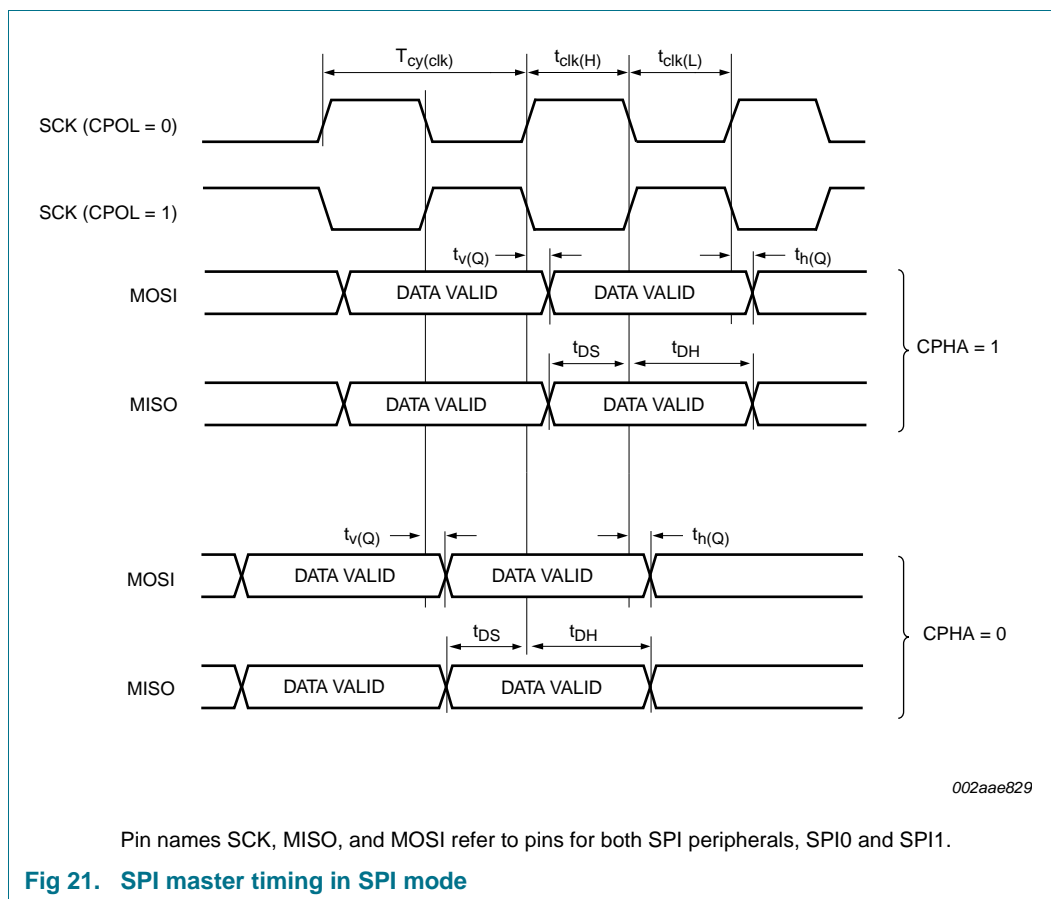 Tcy(clk) tclk(H) tclk(L)
SCK (CPOL = 0)
SCK (CPOL = 1)
tv(Q) th(Q)
MOSI DATA VALID DATA VALID
tDS tDH
CPHA = 1
MISO DATA VALID DATA VALID
tv(Q) th(Q)
MOSI DATA VALID DATA VALID
tDS tDH
CPHA = 0
MISO DATA VALID DATA VALID
002aae829
Pin names SCK, MISO, and MOSI refer to pins for both SPI peripherals, SPI0 and SPI1.
Fig 21. SPI master timing in SPI mode